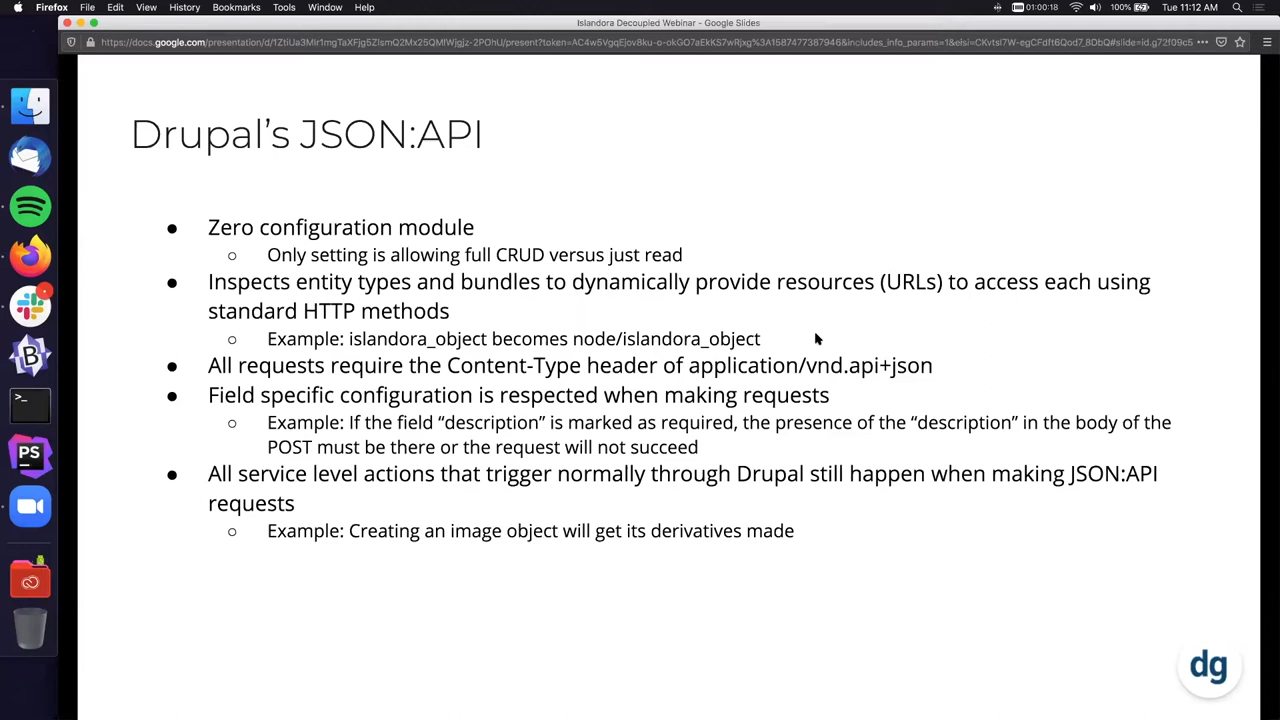 Firefox File Edit View History Bookmarks Tools Window Help 01:00:18 100% Tue 11:12 AM
Islandora Decoupled Webinar - Google Slides
Drupal's JSON:API
● Zero configuration module
○ Only setting is allowing full CRUD versus just read
● Inspects entity types and bundles to dynamically provide resources (URLs) to access each using
standard HTTP methods
○ Example: islandora_object becomes node/islandora_object
● All requests require the Content-Type header of application/vnd.api+json
● Field specific configuration is respected when making requests
○ Example: If the field “description” is marked as required, the presence of the “description” in the body of the
POST must be there or the request will not succeed
● All service level actions that trigger normally through Drupal still happen when making JSON:API
requests
○ Example: Creating an image object will get its derivatives made
PS
dg